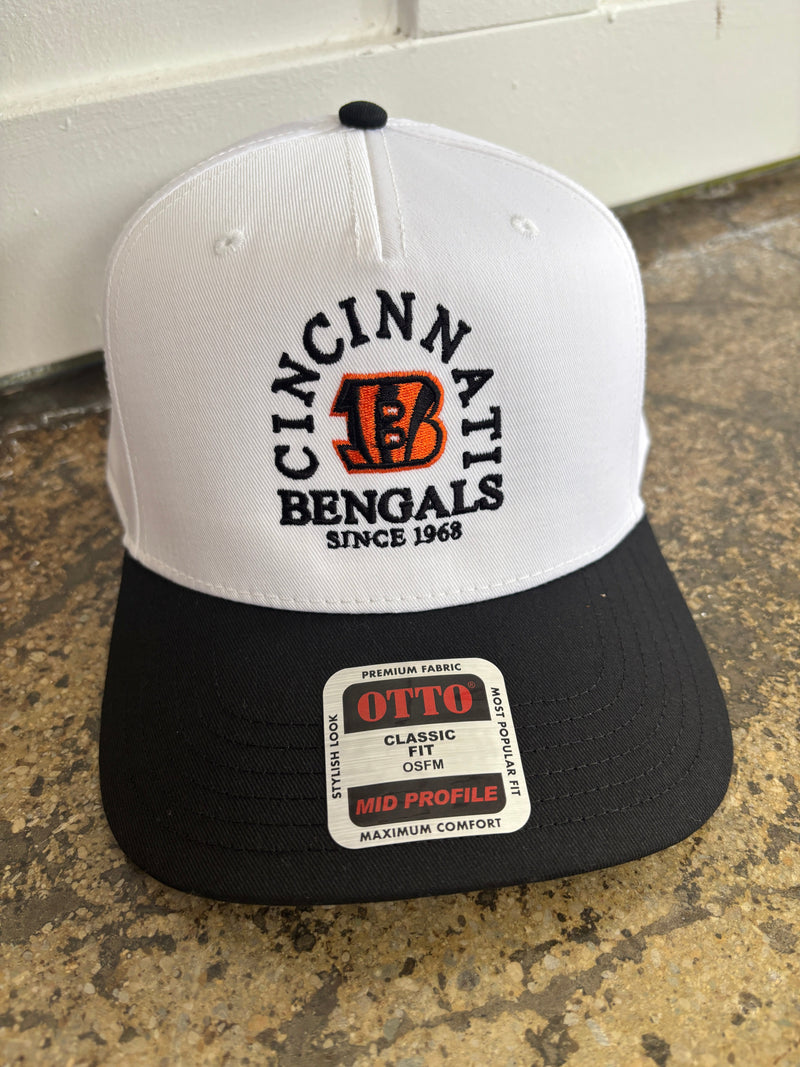 CINCINNATI
B
BENGALS
SINCE 1968
PREMIUM FABRIC
OTTO®
CLASSIC
FIT
OSFM
MID PROFILE
MAXIMUM COMFORT
STYLISH LOOK
MOST POPULAR FIT